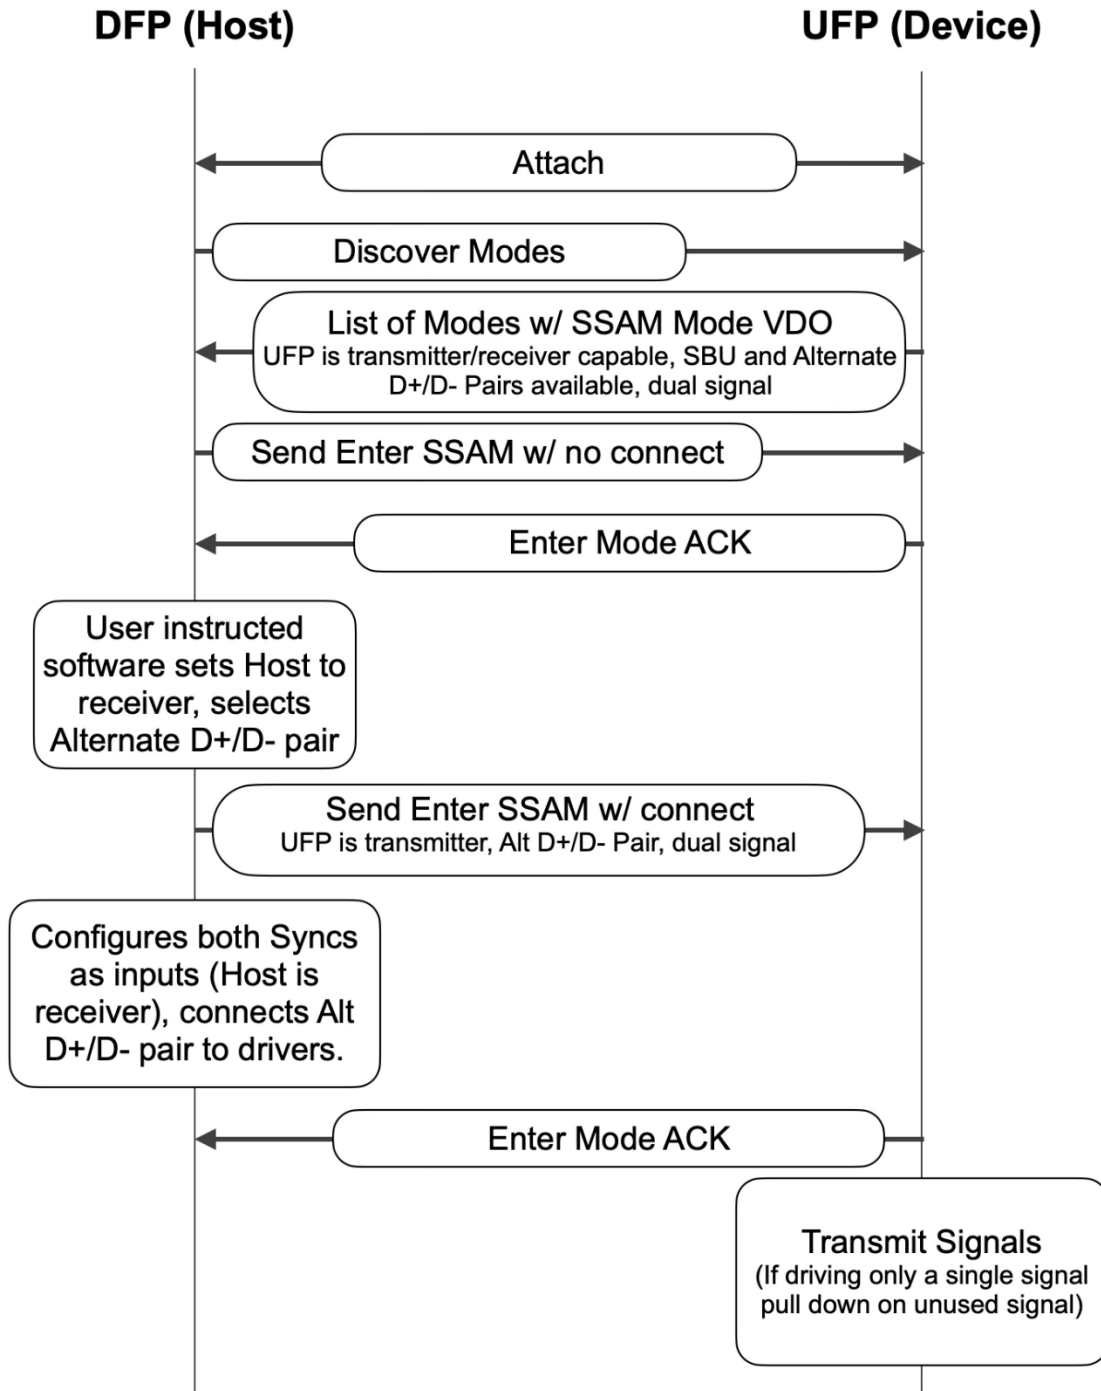 DFP (Host)
UFP (Device)
Attach
Discover Modes
List of Modes w/ SSAM Mode VDO
UFP is transmitter/receiver capable, SBU and Alternate
D+/D- Pairs available, dual signal
Send Enter SSAM w/ no connect
Enter Mode ACK
User instructed
software sets Host to
receiver, selects
Alternate D+/D- pair
Send Enter SSAM w/ connect
UFP is transmitter, Alt D+/D- Pair, dual signal
Configures both Syncs
as inputs (Host is
receiver), connects Alt
D+/D- pair to drivers.
Enter Mode ACK
Transmit Signals
(If driving only a single signal
pull down on unused signal)